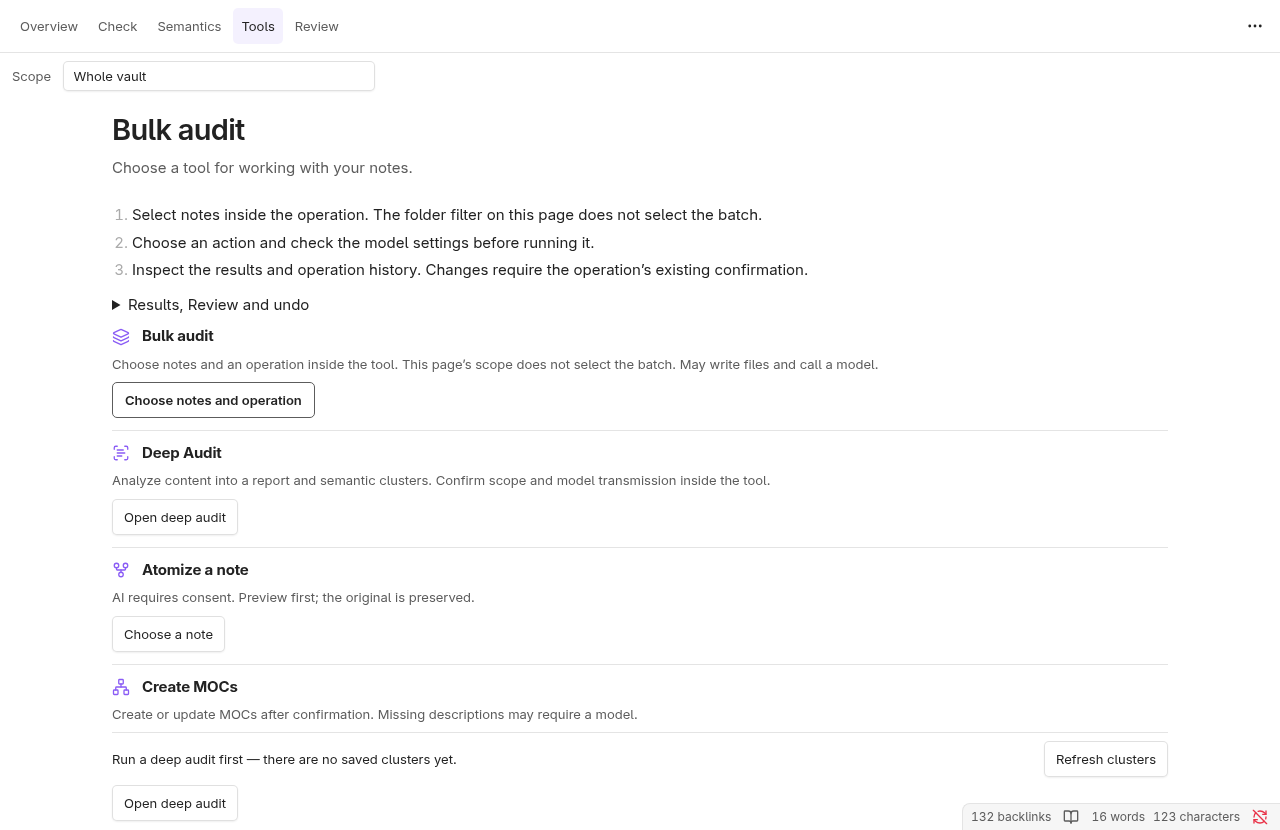 Overview Check Semantics Tools Review
Scope Whole vault
Bulk audit
Choose a tool for working with your notes.
1. Select notes inside the operation. The folder filter on this page does not select the batch.
2. Choose an action and check the model settings before running it.
3. Inspect the results and operation history. Changes require the operation’s existing confirmation.
Results, Review and undo
Bulk audit
Choose notes and an operation inside the tool. This page’s scope does not select the batch. May write files and call a model.
Choose notes and operation
Deep Audit
Analyze content into a report and semantic clusters. Confirm scope and model transmission inside the tool.
Open deep audit
Atomize a note
AI requires consent. Preview first; the original is preserved.
Choose a note
Create MOCs
Create or update MOCs after confirmation. Missing descriptions may require a model.
Run a deep audit first — there are no saved clusters yet. Refresh clusters
Open deep audit
132 backlinks 16 words 123 characters